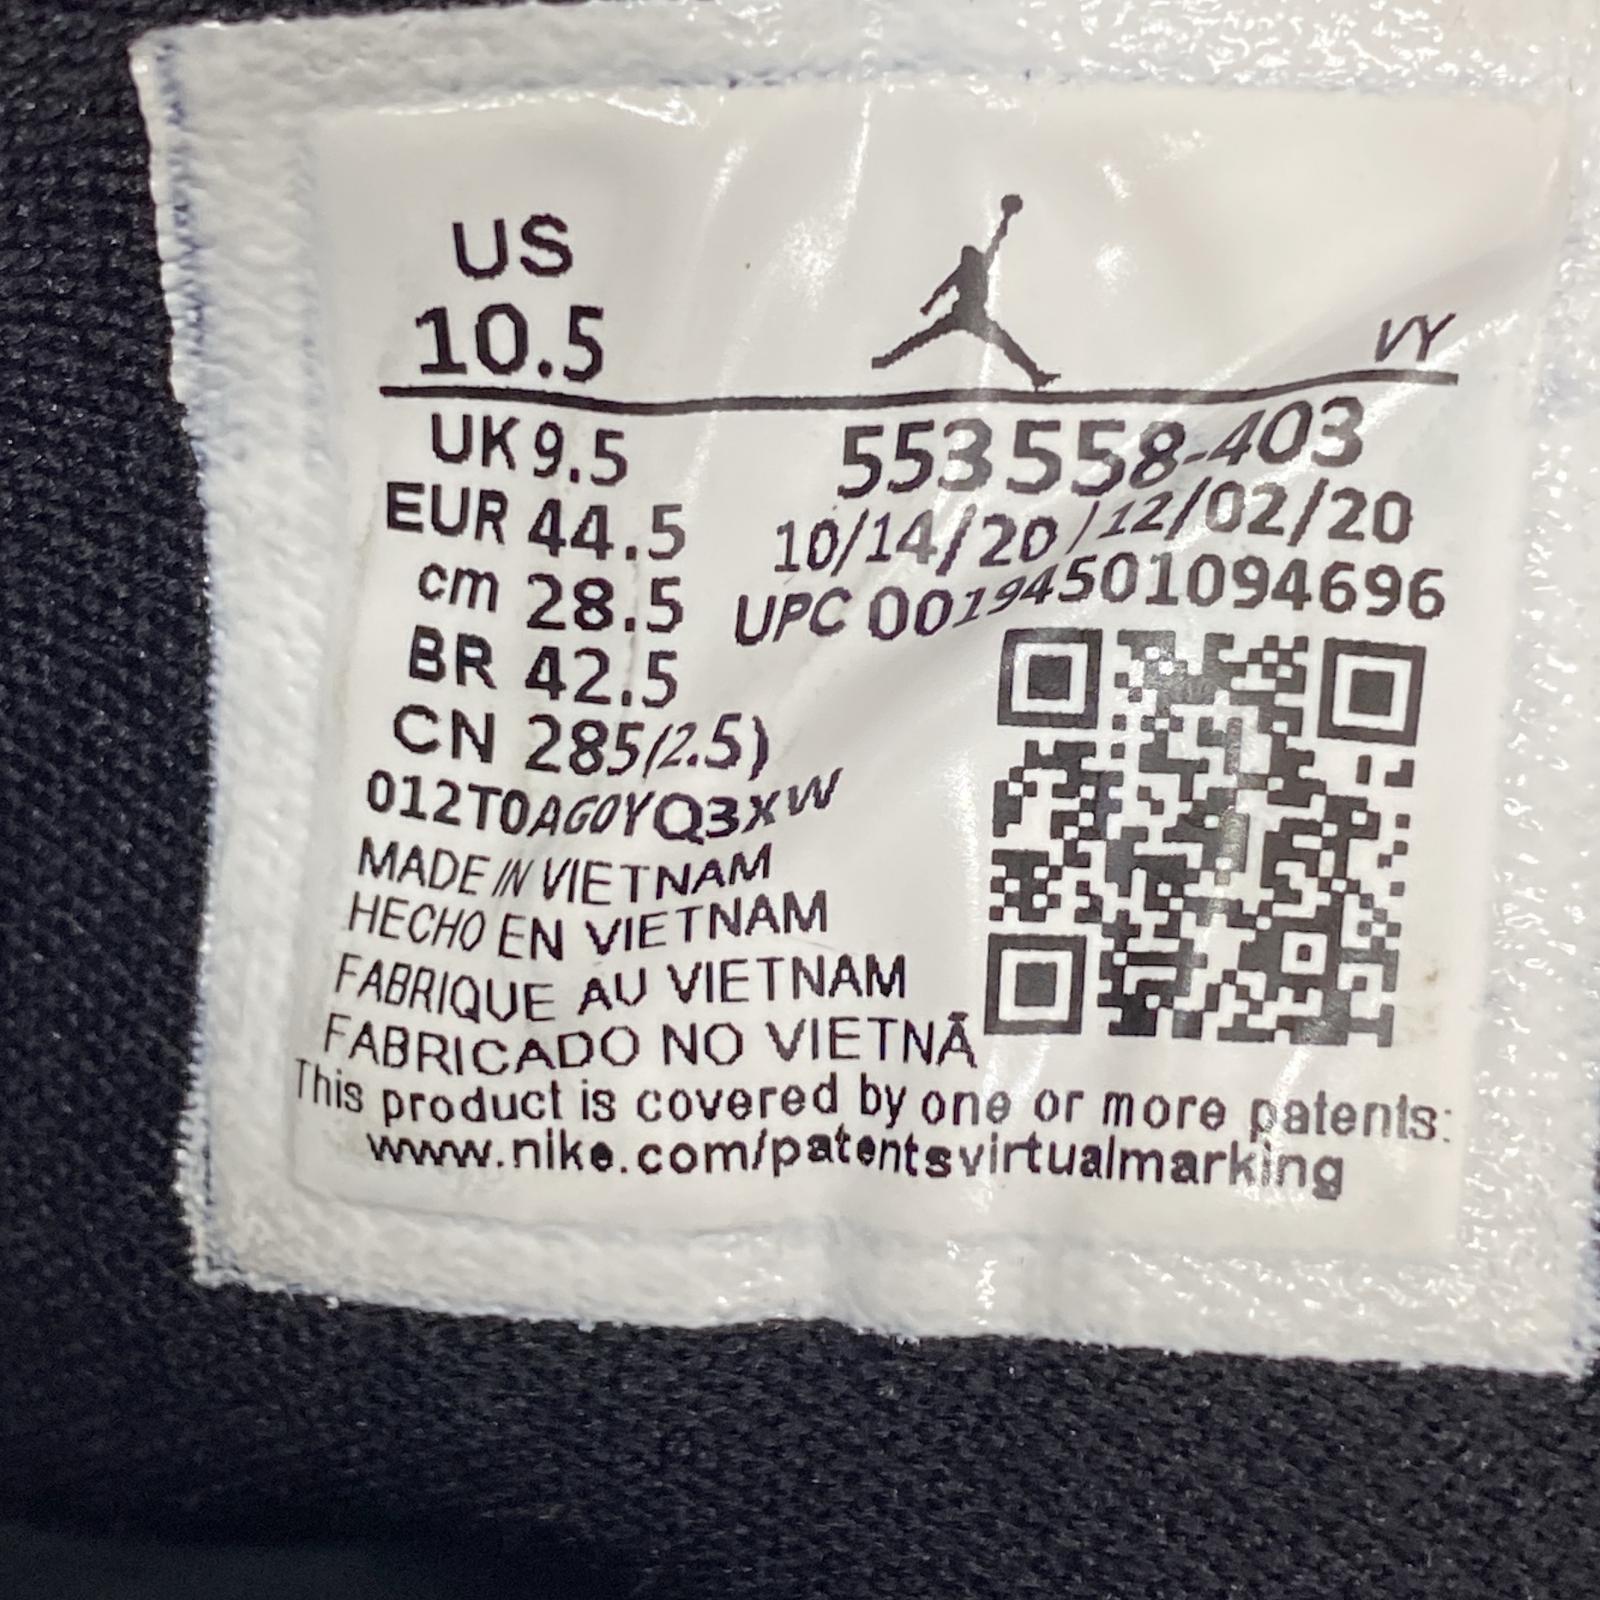 US
10.5
VY
UK 9.5
EUR 44.5
cm 28.5
BR 42.5
CN 285(2.5)
553558-403
10/14/20/12/02/20
UPC 00194501094696
012T0AG0YQ3XW
MADE IN VIETNAM
HECHO EN VIETNAM
FABRIQUE AU VIETNAM
FABRICADO NO VIETNÃ
This product is covered by one or more patents:
www.nike.com/patentsvirtualmarking